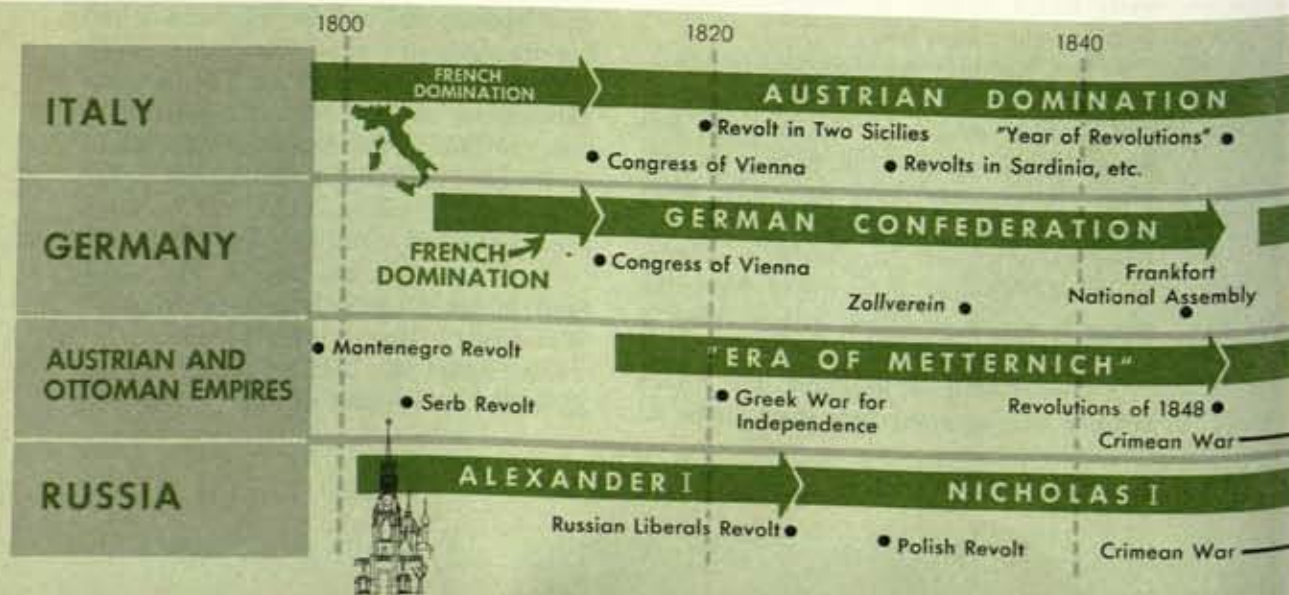 1800
1820
1840
ITALY
FRENCH
DOMINATION
AUSTRIAN DOMINATION
Revolt in Two Sicilies
"Year of Revolutions"
Congress of Vienna
Revolts in Sardinia, etc.
GERMANY
GERMAN CONFEDERATION
FRENCH
DOMINATION
Congress of Vienna
Zollverein
Frankfort
National Assembly
AUSTRIAN AND
OTTOMAN EMPIRES
Montenegro Revolt
"ERA OF METTERNICH"
Serb Revolt
Greek War for
Independence
Revolutions of 1848
Crimean War
RUSSIA
ALEXANDER I
NICHOLAS I
Russian Liberals Revolt
Polish Revolt
Crimean War